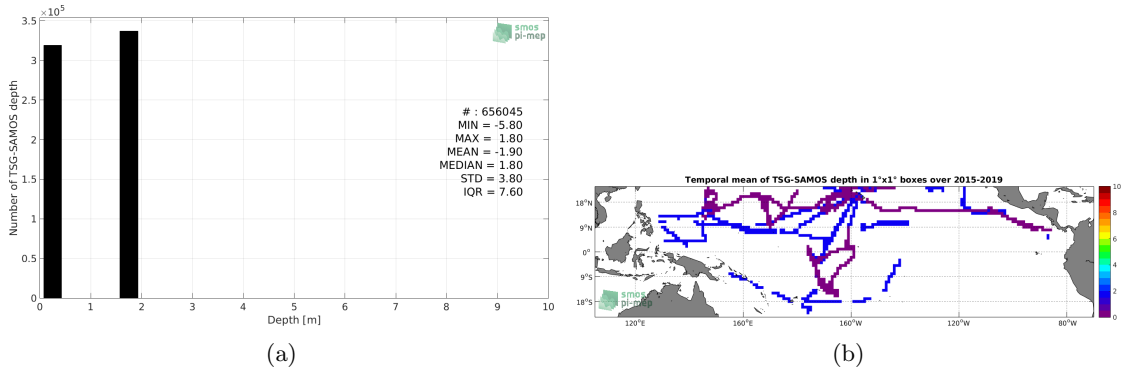 ×10⁵
3.5
3
2.5
2
1.5
1
0.5
0
Number of TSG-SAMOS depth
smos
pi-mep
# : 656045
MIN = -5.80
MAX = 1.80
MEAN = -1.90
MEDIAN = 1.80
STD = 3.80
IQR = 7.60
0 1 2 3 4 5 6 7 8 9 10
Depth [m]
(a)
Temporal mean of TSG-SAMOS depth in 1°x1° boxes over 2015-2019
18°N
9°N
0°
9°S
18°S
smos
pi-mep
120°E 160°E 160°W 120°W 80°W
10
8
6
4
2
0
(b)